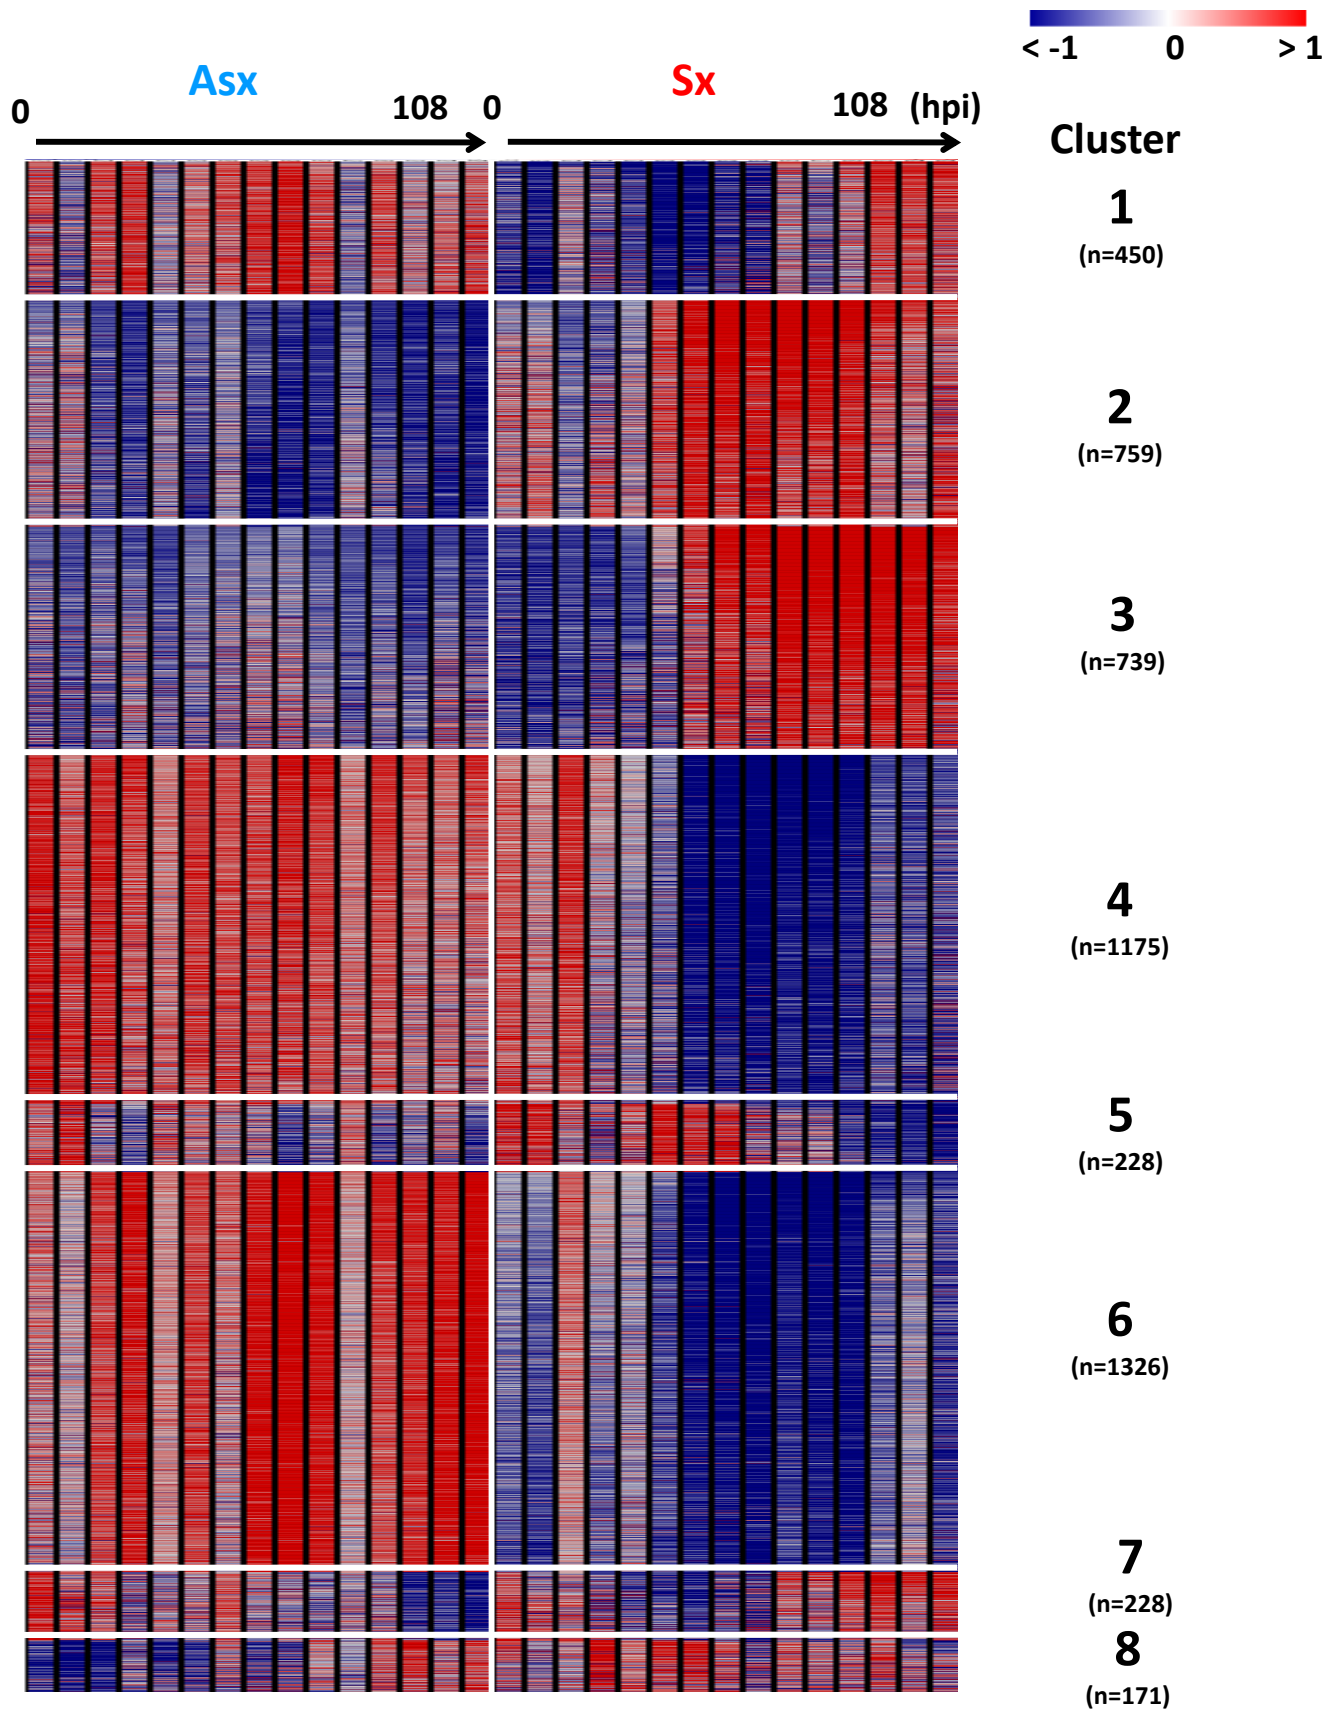 < -1 0 > 1
Asx Sx
0 108 0 108 (hpi)
Cluster
1
(n=450)
2
(n=759)
3
(n=739)
4
(n=1175)
5
(n=228)
6
(n=1326)
7
(n=228)
8
(n=171)